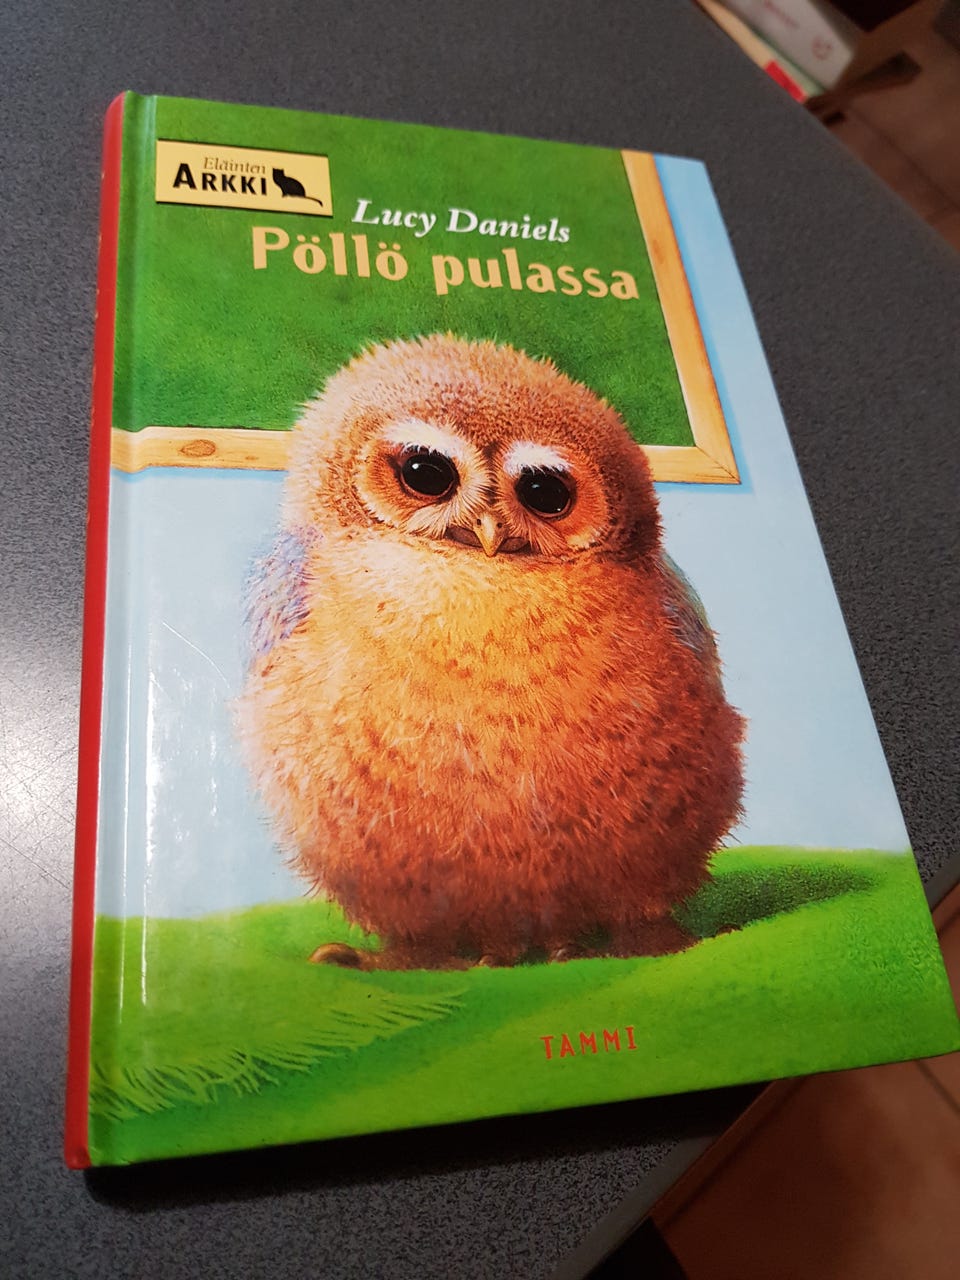 Eläinten
ARKKI
Lucy Daniels
Pöllö pulassa
TAMMI